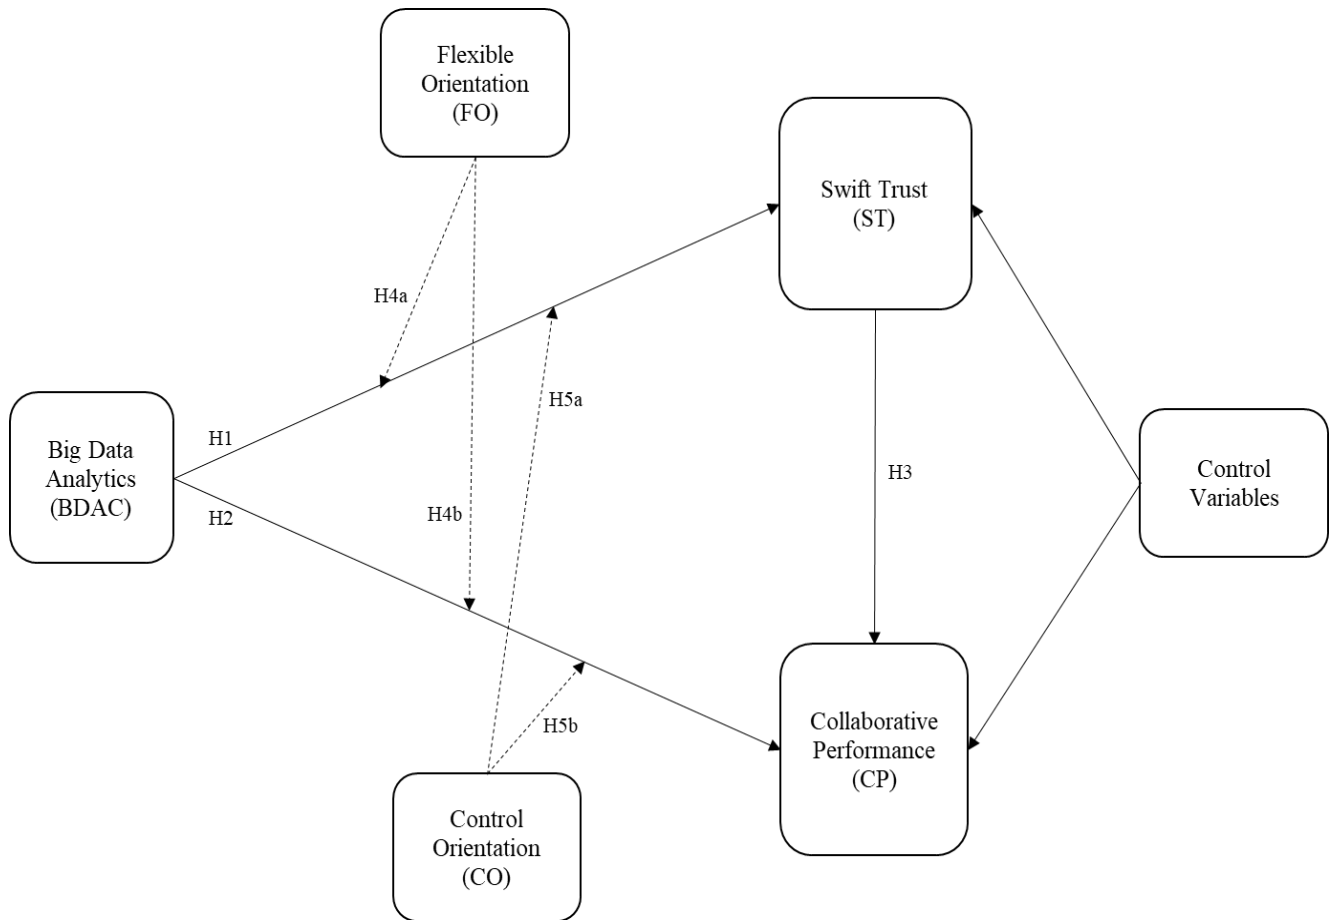 Flexible
Orientation
(FO)
Swift Trust
(ST)
H4a
H5a
H1
Big Data
Analytics
(BDAC)
H2
H4b
H3
Control
Variables
H5b
Collaborative
Performance
(CP)
Control
Orientation
(CO)